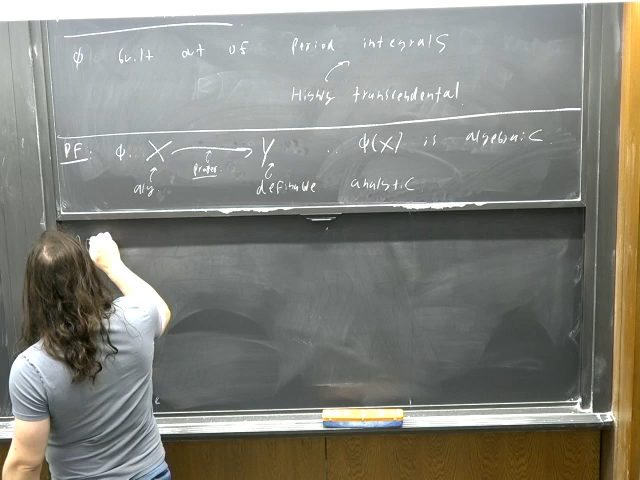 ϕ built out of period integrals
Highly transcendental
PF: ϕ: X → Y ∴ ϕ(X) is algebraic
proper
alg. definable analytic